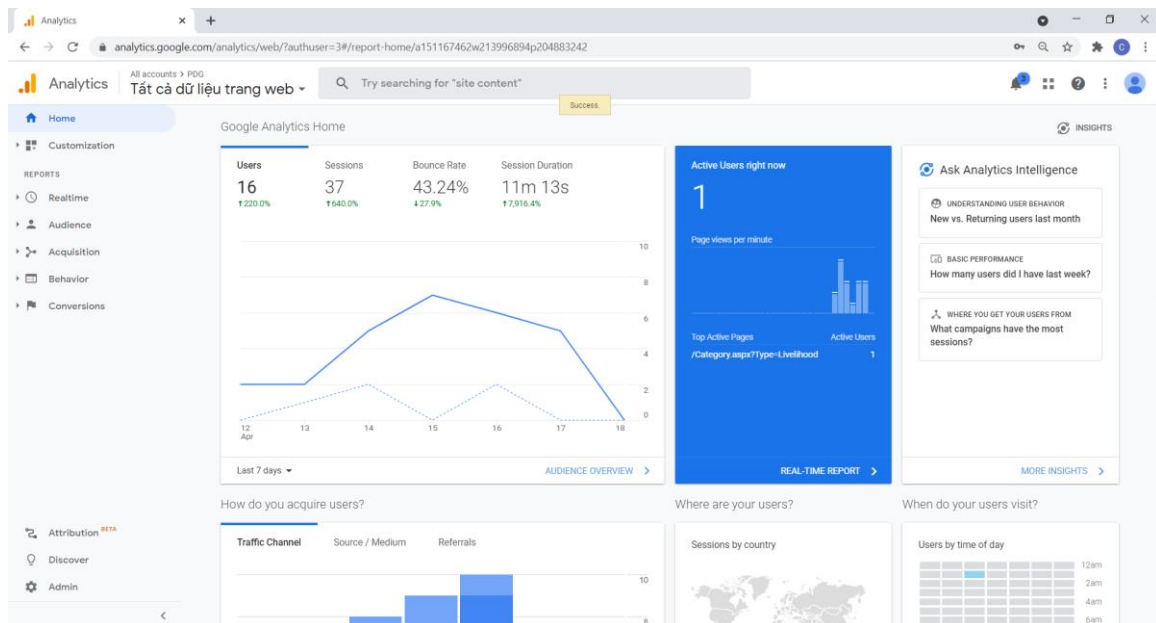 Analytics
analytics.google.com/analytics/web/?authuser=3#/report-home/a151167462w213996894p204883242
C
Analytics
All accounts > PDG
Tất cả dữ liệu trang web
Try searching for "site content"
3
Success.
Home
Customization
REPORTS
Realtime
Audience
Acquisition
Behavior
Conversions
Attribution BETA
Discover
Admin
Google Analytics Home
INSIGHTS
Users Sessions Bounce Rate Session Duration
16 37 43.24% 11m 13s
↑220.0% ↑640.0% ↓27.9% ↑7,916.4%
10
8
6
4
2
0
12 13 14 15 16 17 18
Apr
Last 7 days
AUDIENCE OVERVIEW >
Active Users right now
1
Page views per minute
Top Active Pages Active Users
/Category.aspx?Type=Livelihood 1
REAL-TIME REPORT >
Ask Analytics Intelligence
UNDERSTANDING USER BEHAVIOR
New vs. Returning users last month
BASIC PERFORMANCE
How many users did I have last week?
WHERE YOU GET YOUR USERS FROM
What campaigns have the most
sessions?
MORE INSIGHTS >
How do you acquire users?
Traffic Channel Source / Medium Referrals
10
8
Where are your users?
Sessions by country
When do your users visit?
Users by time of day
12am
2am
4am
6am